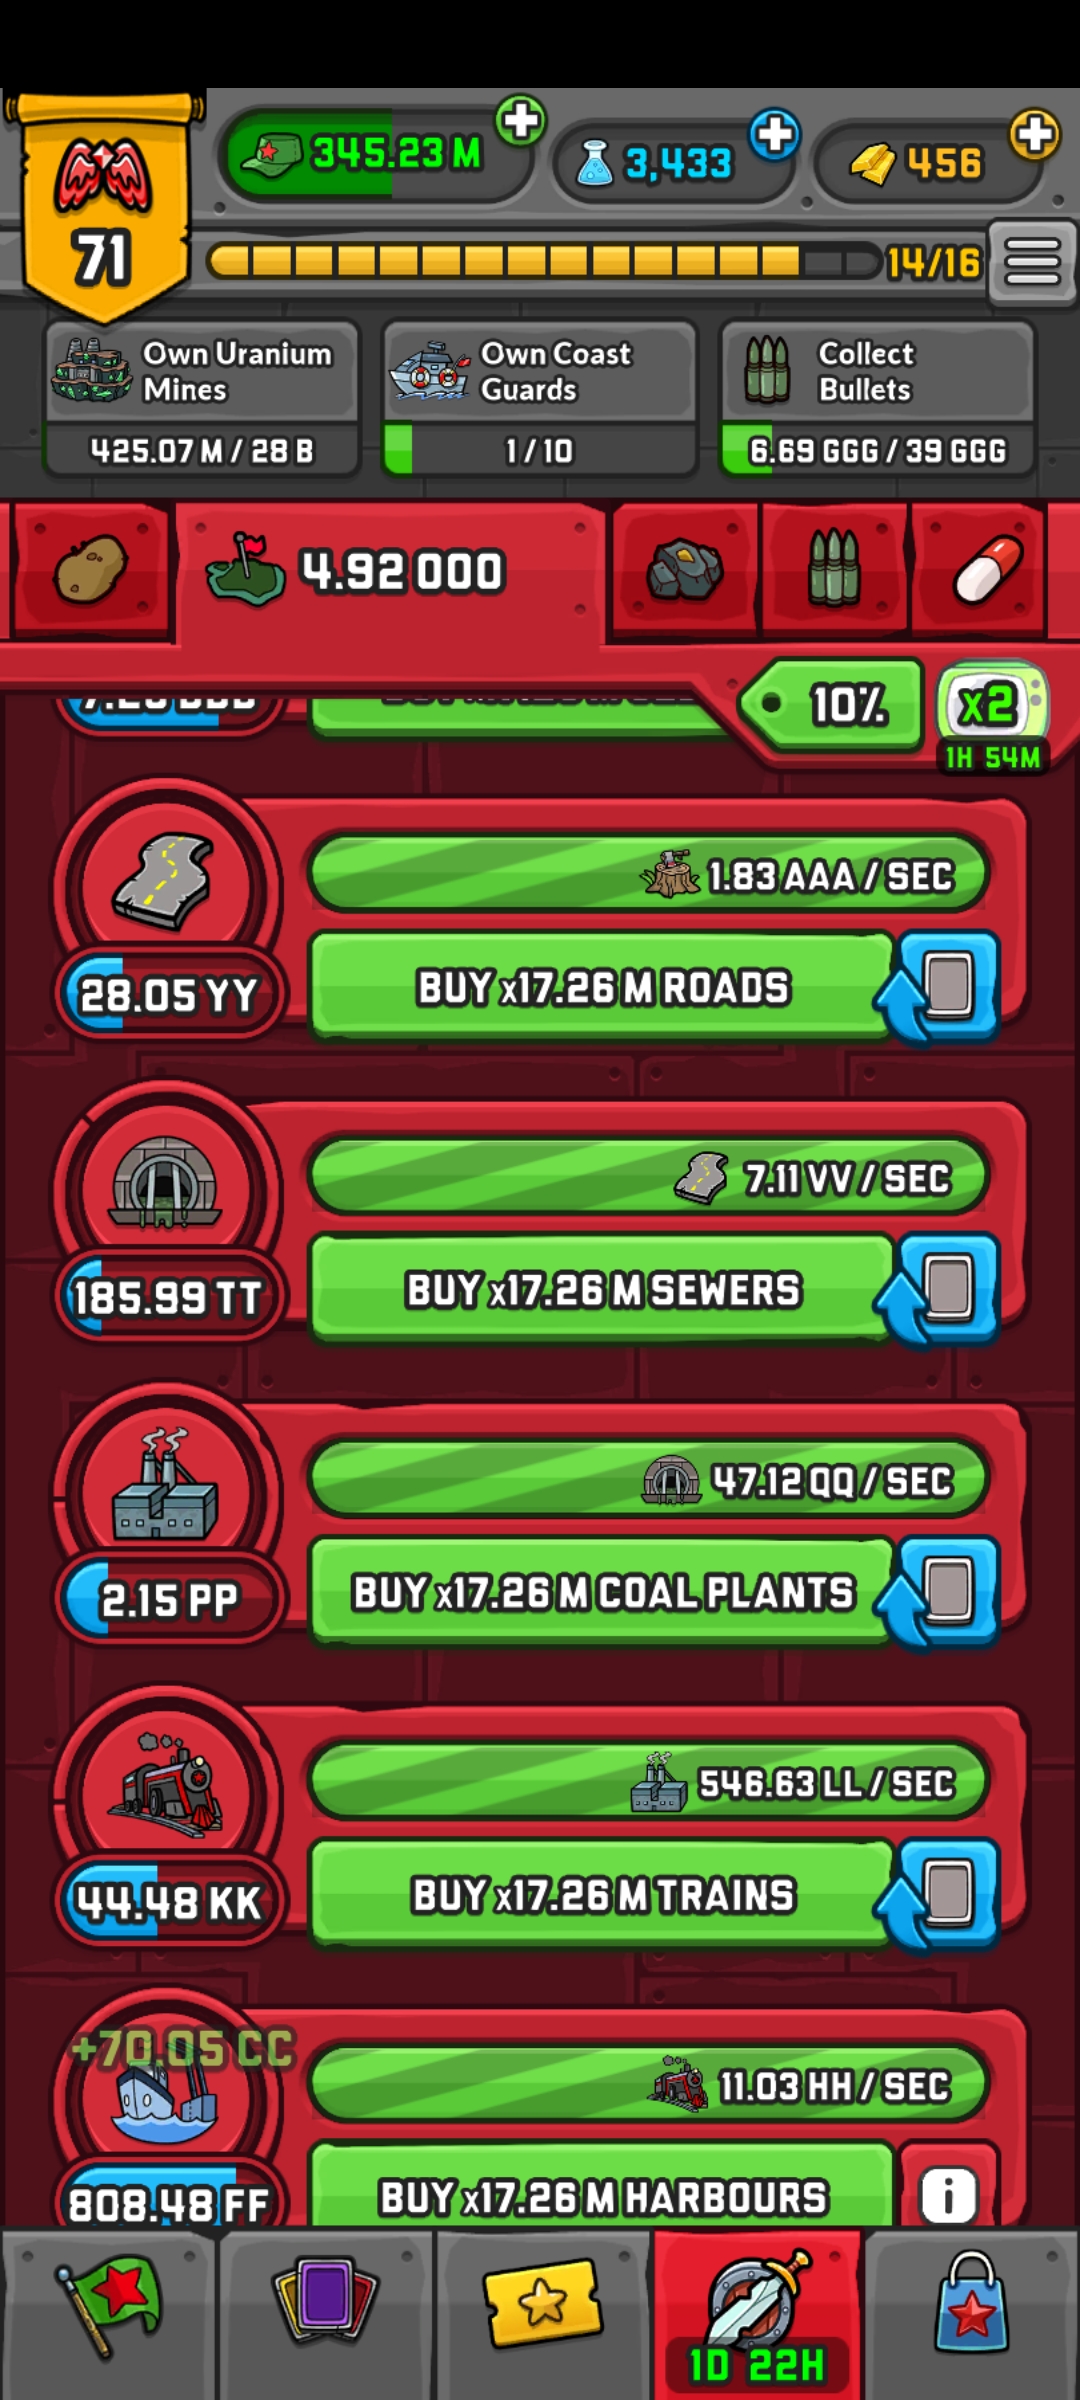 345.23 M
3,433
456
71
14/16
Own Uranium
Mines
Own Coast
Guards
Collect
Bullets
425.07 M / 28 B
1 / 10
6.69 GGG / 39 GGG
4.92 OOO
10%
x2
1H 54M
1.83 AAA / SEC
28.05 YY
BUY x17.26 M ROADS
7.11 VV / SEC
185.99 TT
BUY x17.26 M SEWERS
47.12 QQ / SEC
2.15 PP
BUY x17.26 M COAL PLANTS
546.63 LL / SEC
44.48 KK
BUY x17.26 M TRAINS
+70.05 CC
11.03 HH / SEC
808.48 FF
BUY x17.26 M HARBOURS
i
1D 22H